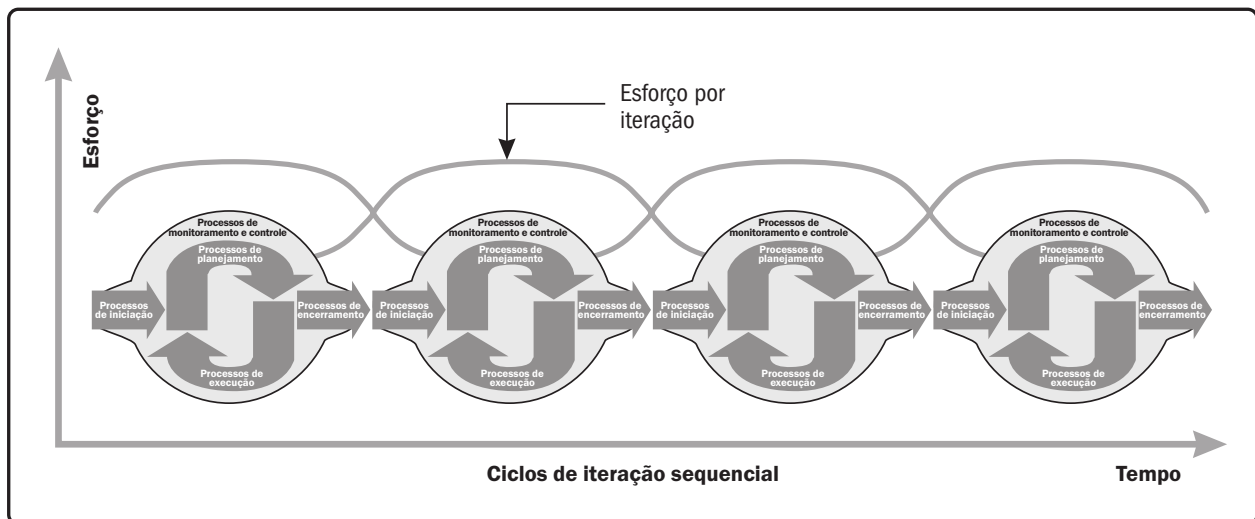 Esforço
Esforço por
iteração
Processos de
monitoramento e controle
Processos de
planejamento
Processos
de iniciação
Processos de
encerramento
Processos de
execução
Processos de
monitoramento e controle
Processos de
planejamento
Processos
de iniciação
Processos de
encerramento
Processos de
execução
Processos de
monitoramento e controle
Processos de
planejamento
Processos
de iniciação
Processos de
encerramento
Processos de
execução
Processos de
monitoramento e controle
Processos de
planejamento
Processos
de iniciação
Processos de
encerramento
Processos de
execução
Ciclos de iteração sequencial
Tempo